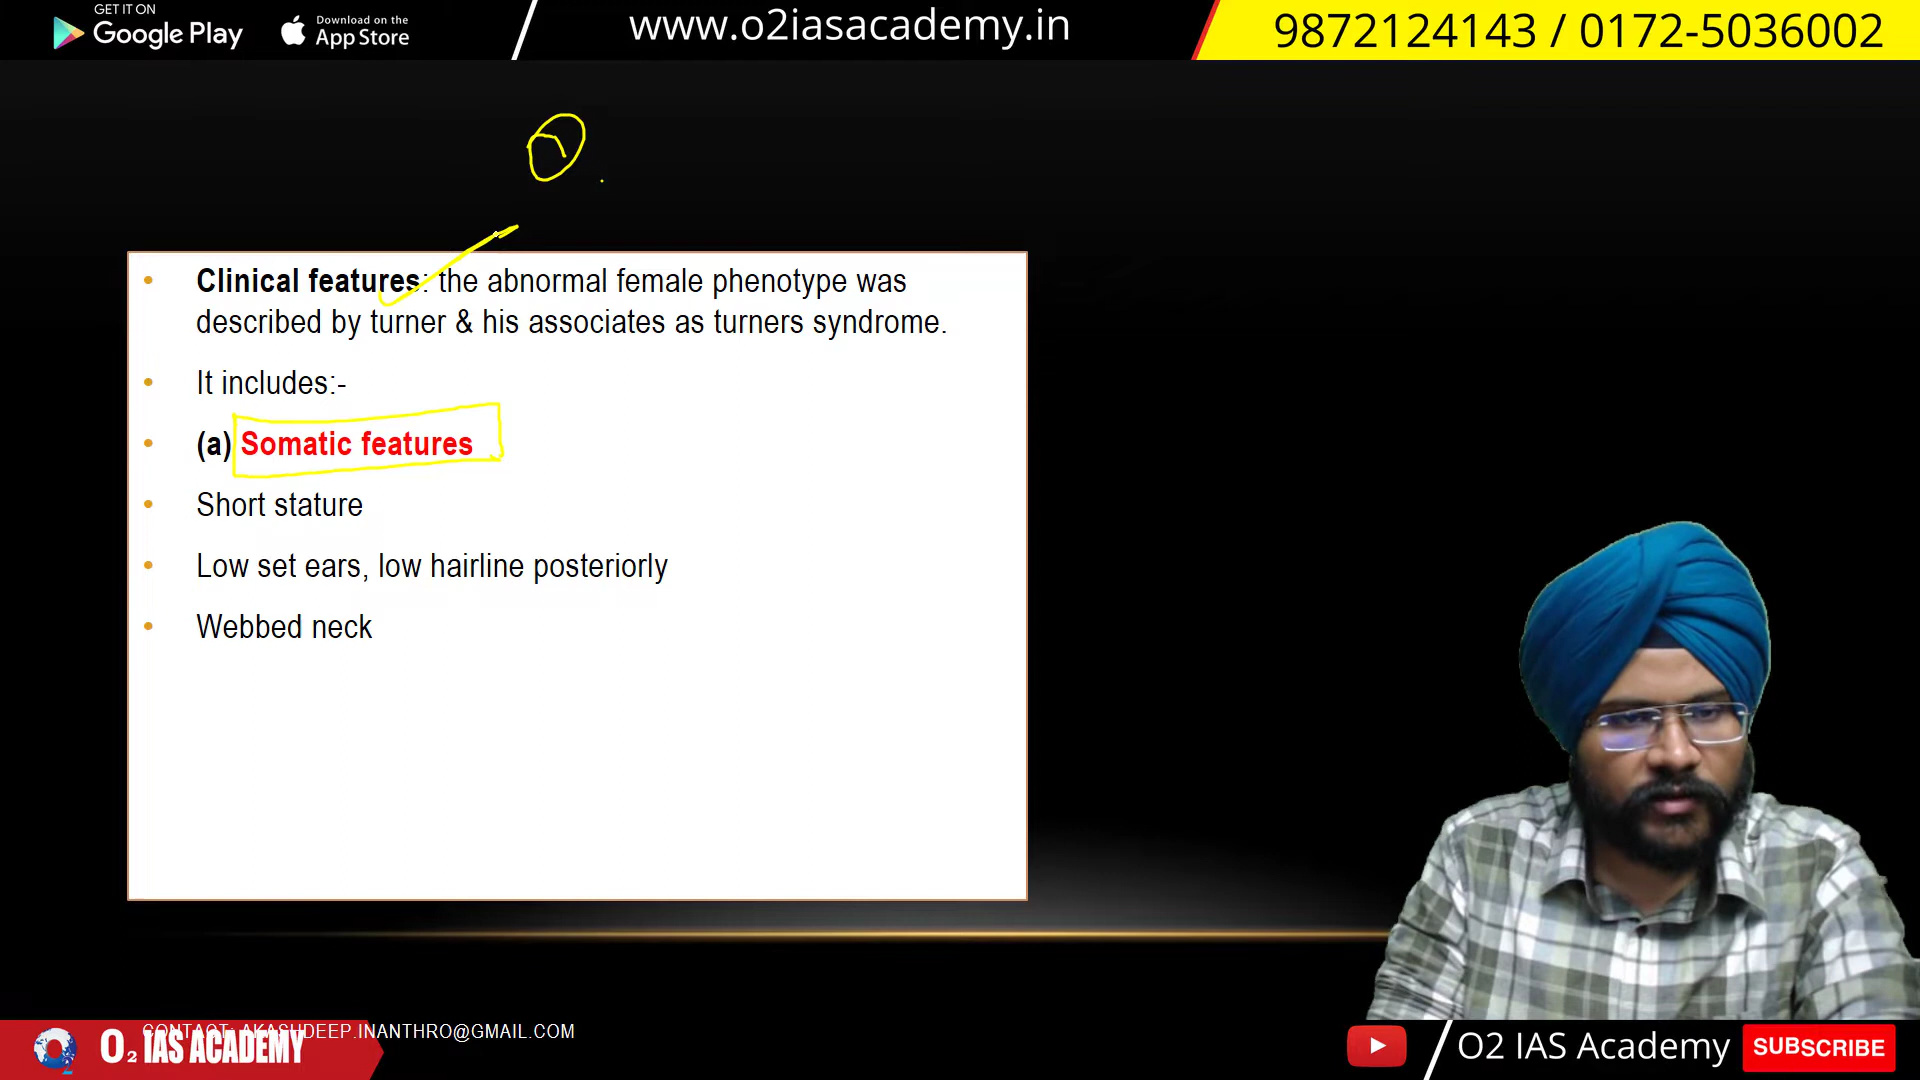 GET IT ON
Google Play
Download on the
App Store
www.o2iasacademy.in
9872124143 / 0172-5036002
• Clinical features: the abnormal female phenotype was
described by turner & his associates as turners syndrome.
• It includes:-
• (a) Somatic features
• Short stature
• Low set ears, low hairline posteriorly
• Webbed neck
CONTACT: AKASHDEEP.INANTHRO@GMAIL.COM
O2 IAS ACADEMY
O2 IAS Academy
SUBSCRIBE